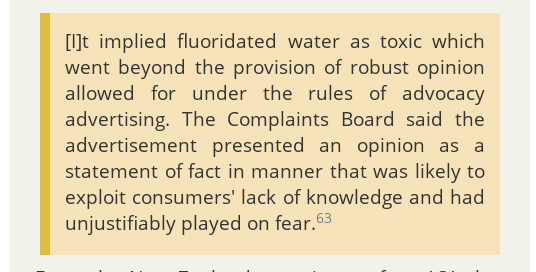 [I]t implied fluoridated water as toxic which
went beyond the provision of robust opinion
allowed for under the rules of advocacy
advertising. The Complaints Board said the
advertisement presented an opinion as a
statement of fact in manner that was likely to
exploit consumers' lack of knowledge and had
unjustifiably played on fear.63